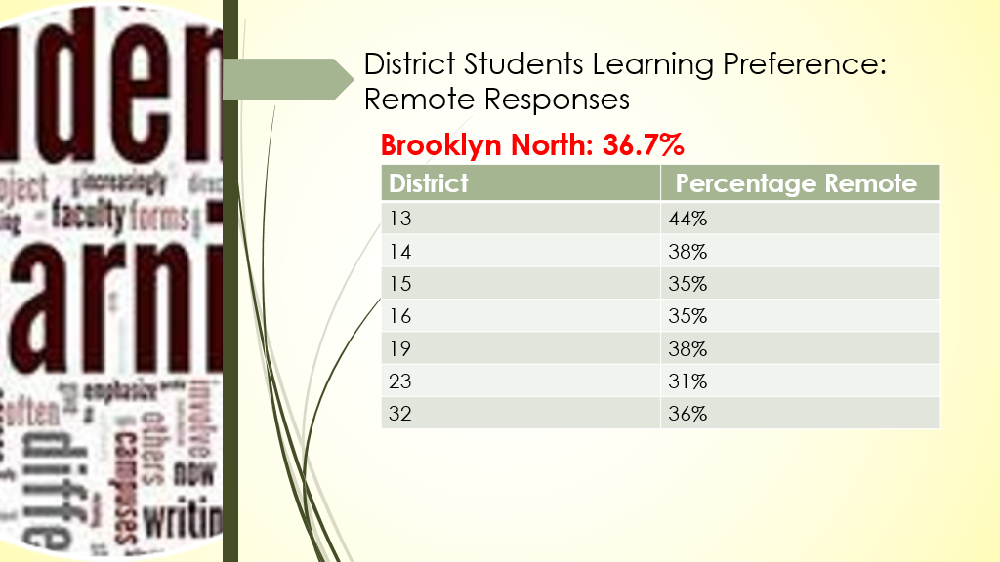 uden
oject increasingly direc
ing faculty forms
arni
often emphasize involve
diffe campuses others now
writin
District Students Learning Preference:
Remote Responses
Brooklyn North: 36.7%
District Percentage Remote
13 44%
14 38%
15 35%
16 35%
19 38%
23 31%
32 36%